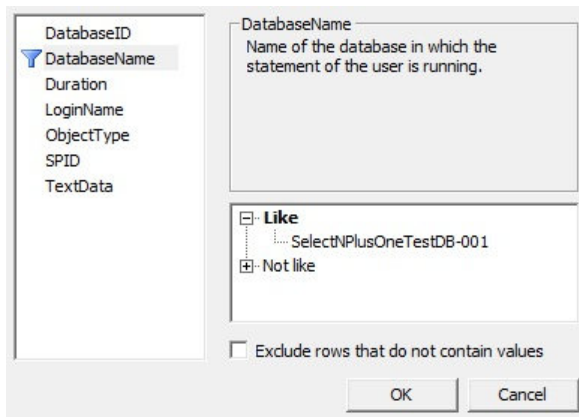 DatabaseID
DatabaseName
Duration
LoginName
ObjectType
SPID
TextData
DatabaseName
Name of the database in which the
statement of the user is running.
Like
SelectNPlusOneTestDB-001
Not like
Exclude rows that do not contain values
OK
Cancel